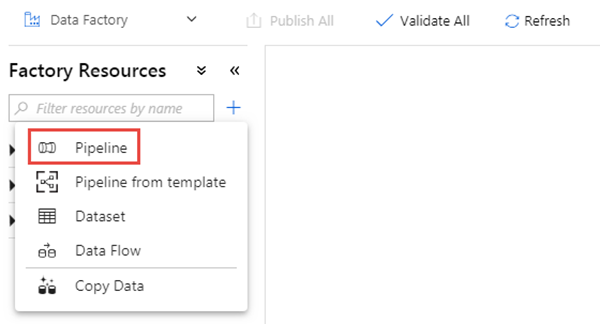 Data Factory Publish All Validate All Refresh
Factory Resources
Filter resources by name
Pipeline
Pipeline from template
Dataset
Data Flow
Copy Data